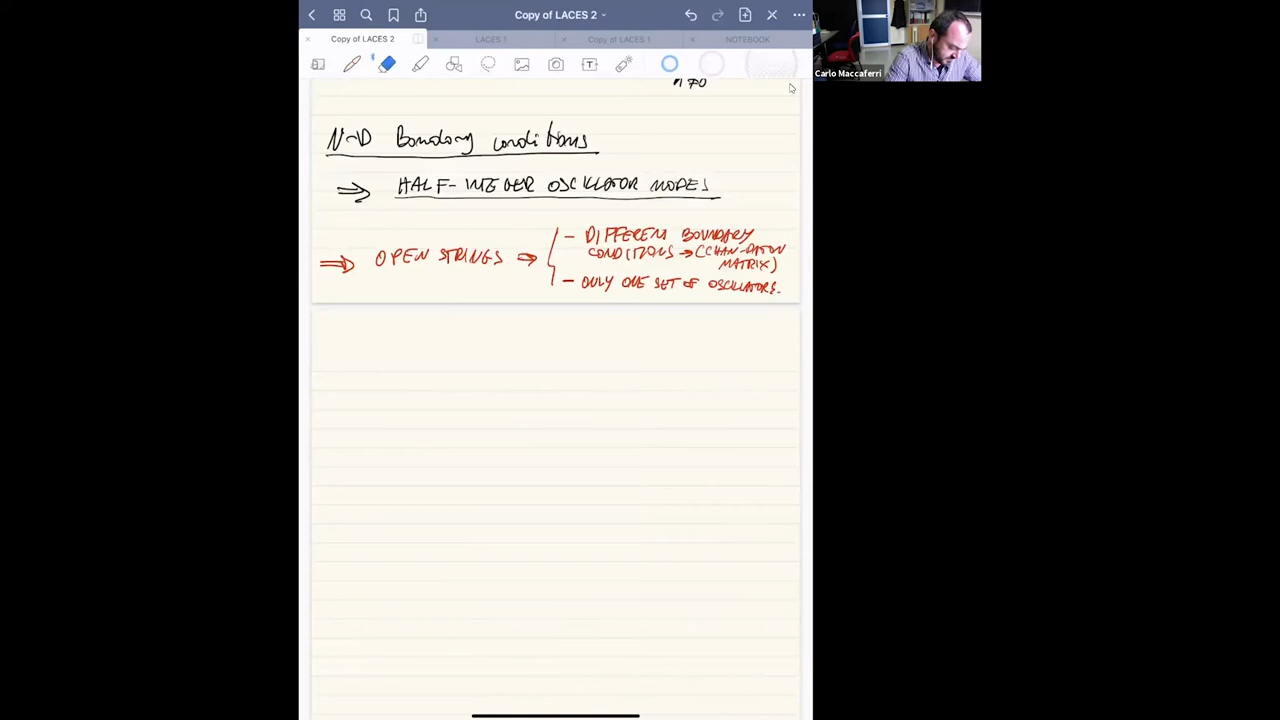 Copy of LACES 2
Copy of LACES 2
LACES 1
Copy of LACES 1
NOTEBOOK
Carlo Maccaferri
n≠0
N-D Boundary conditions
⇒ HALF-INTEGER OSCILLATOR MODES
⇒ OPEN STRINGS ⇒
- DIFFERENT BOUNDARY
CONDITIONS → (CHAN-PATON
MATRIX)
- ONLY ONE SET OF OSCILLATORS.